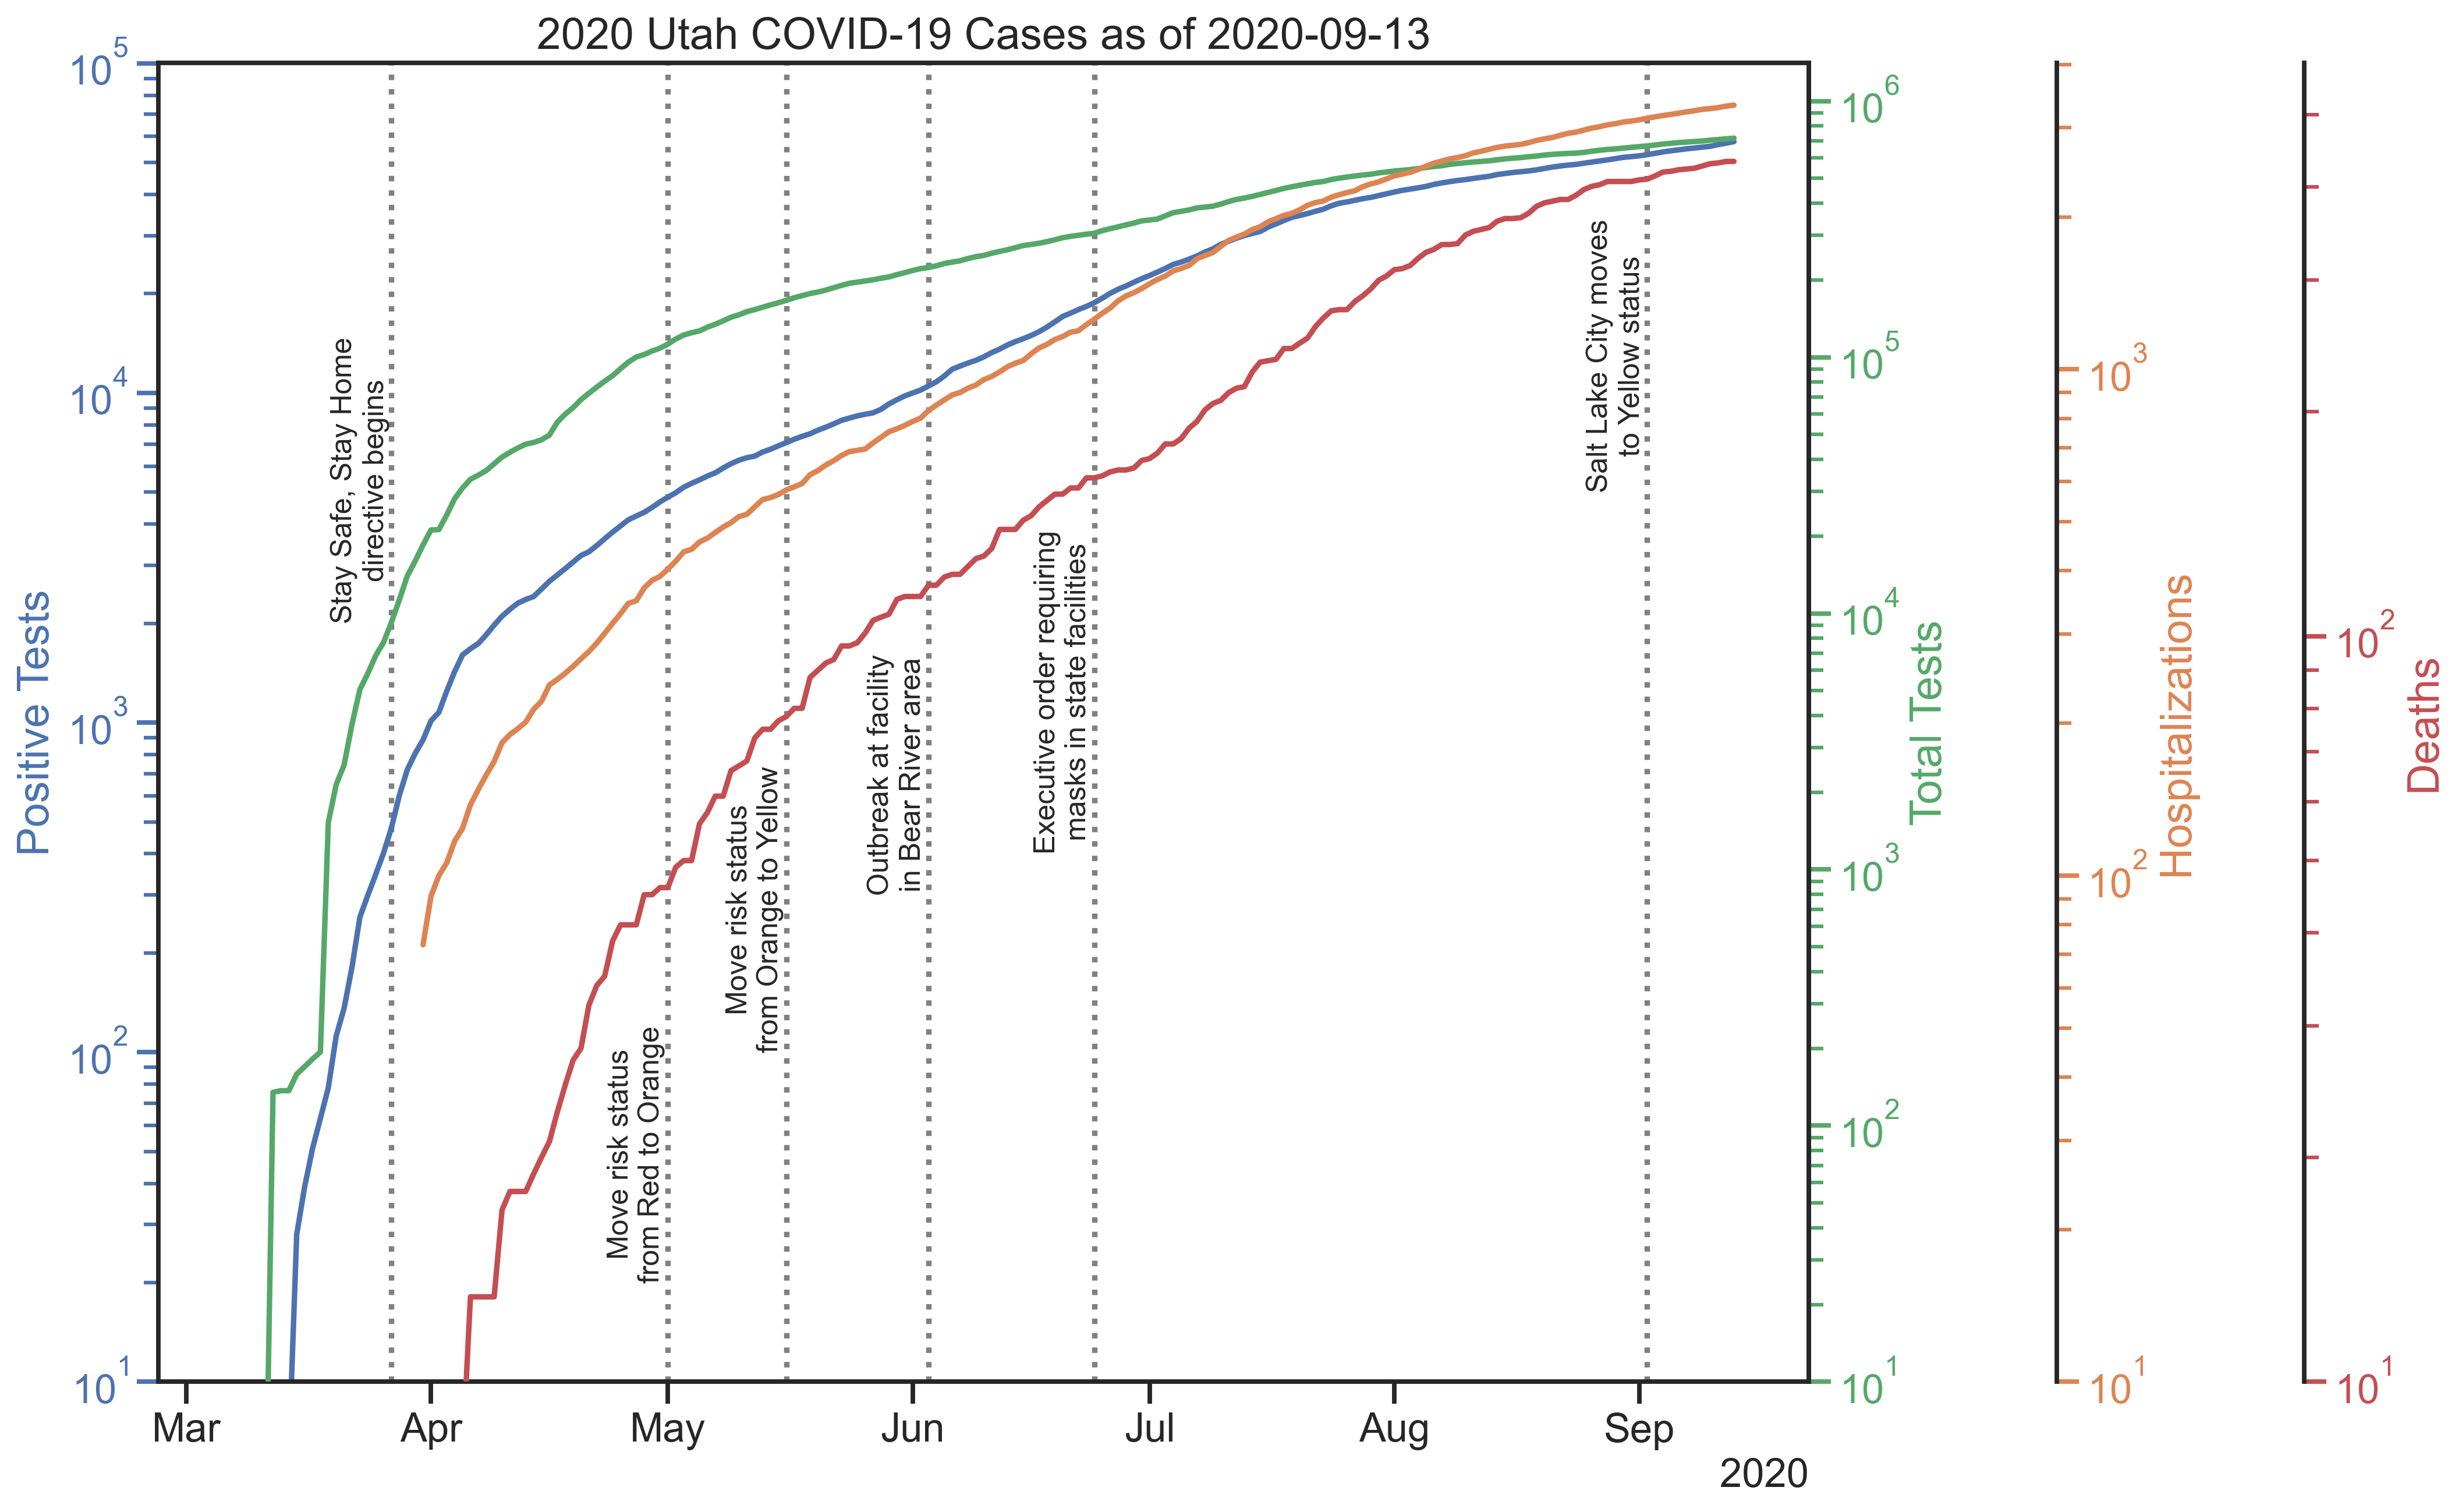 2020 Utah COVID-19 Cases as of 2020-09-13
Positive Tests
10^5
10^4
10^3
10^2
10^1
Stay Safe, Stay Home
directive begins
Move risk status
from Red to Orange
Move risk status
from Orange to Yellow
Outbreak at facility
in Bear River area
Executive order requiring
masks in state facilities
Salt Lake City moves
to Yellow status
10^6
10^5
10^4
10^3
10^2
10^1
Total Tests
10^3
10^2
10^1
Hospitalizations
10^2
10^1
Deaths
Mar Apr May Jun Jul Aug Sep
2020